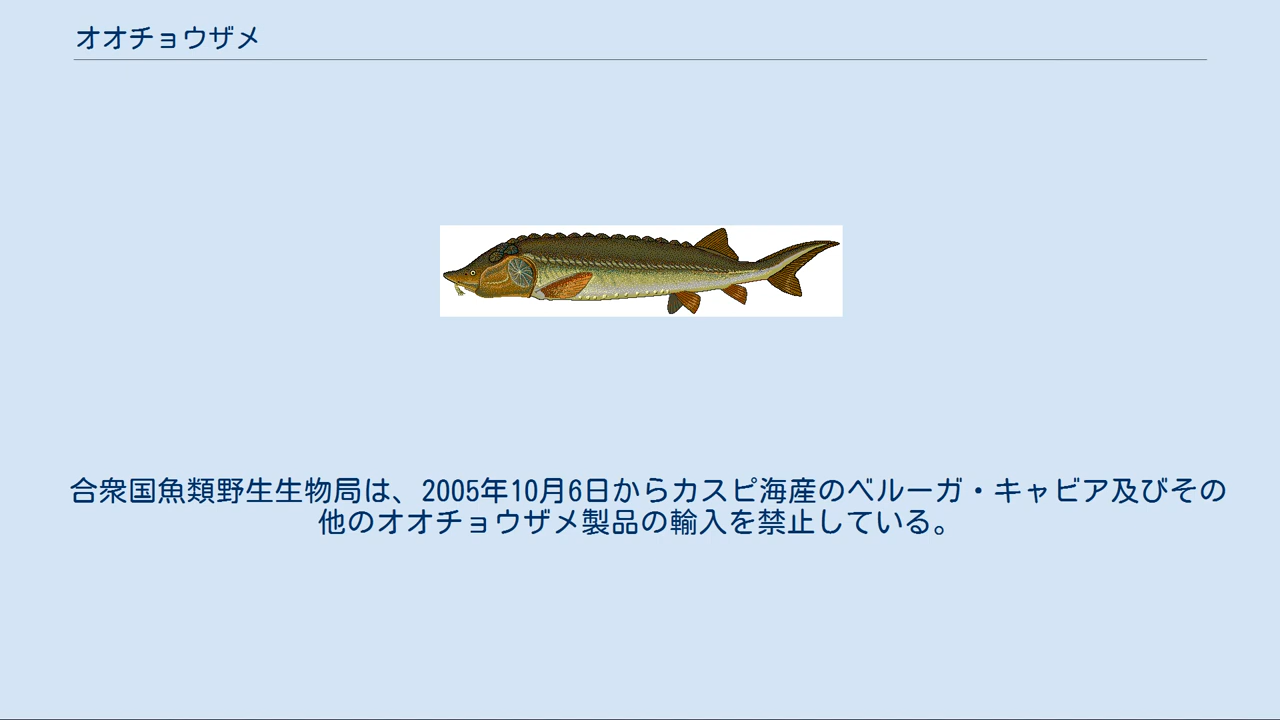 オオチョウザメ
合衆国魚類野生生物局は、2005年10月6日からカスピ海産のベルーガ・キャビア及びその
他のオオチョウザメ製品の輸入を禁止している。